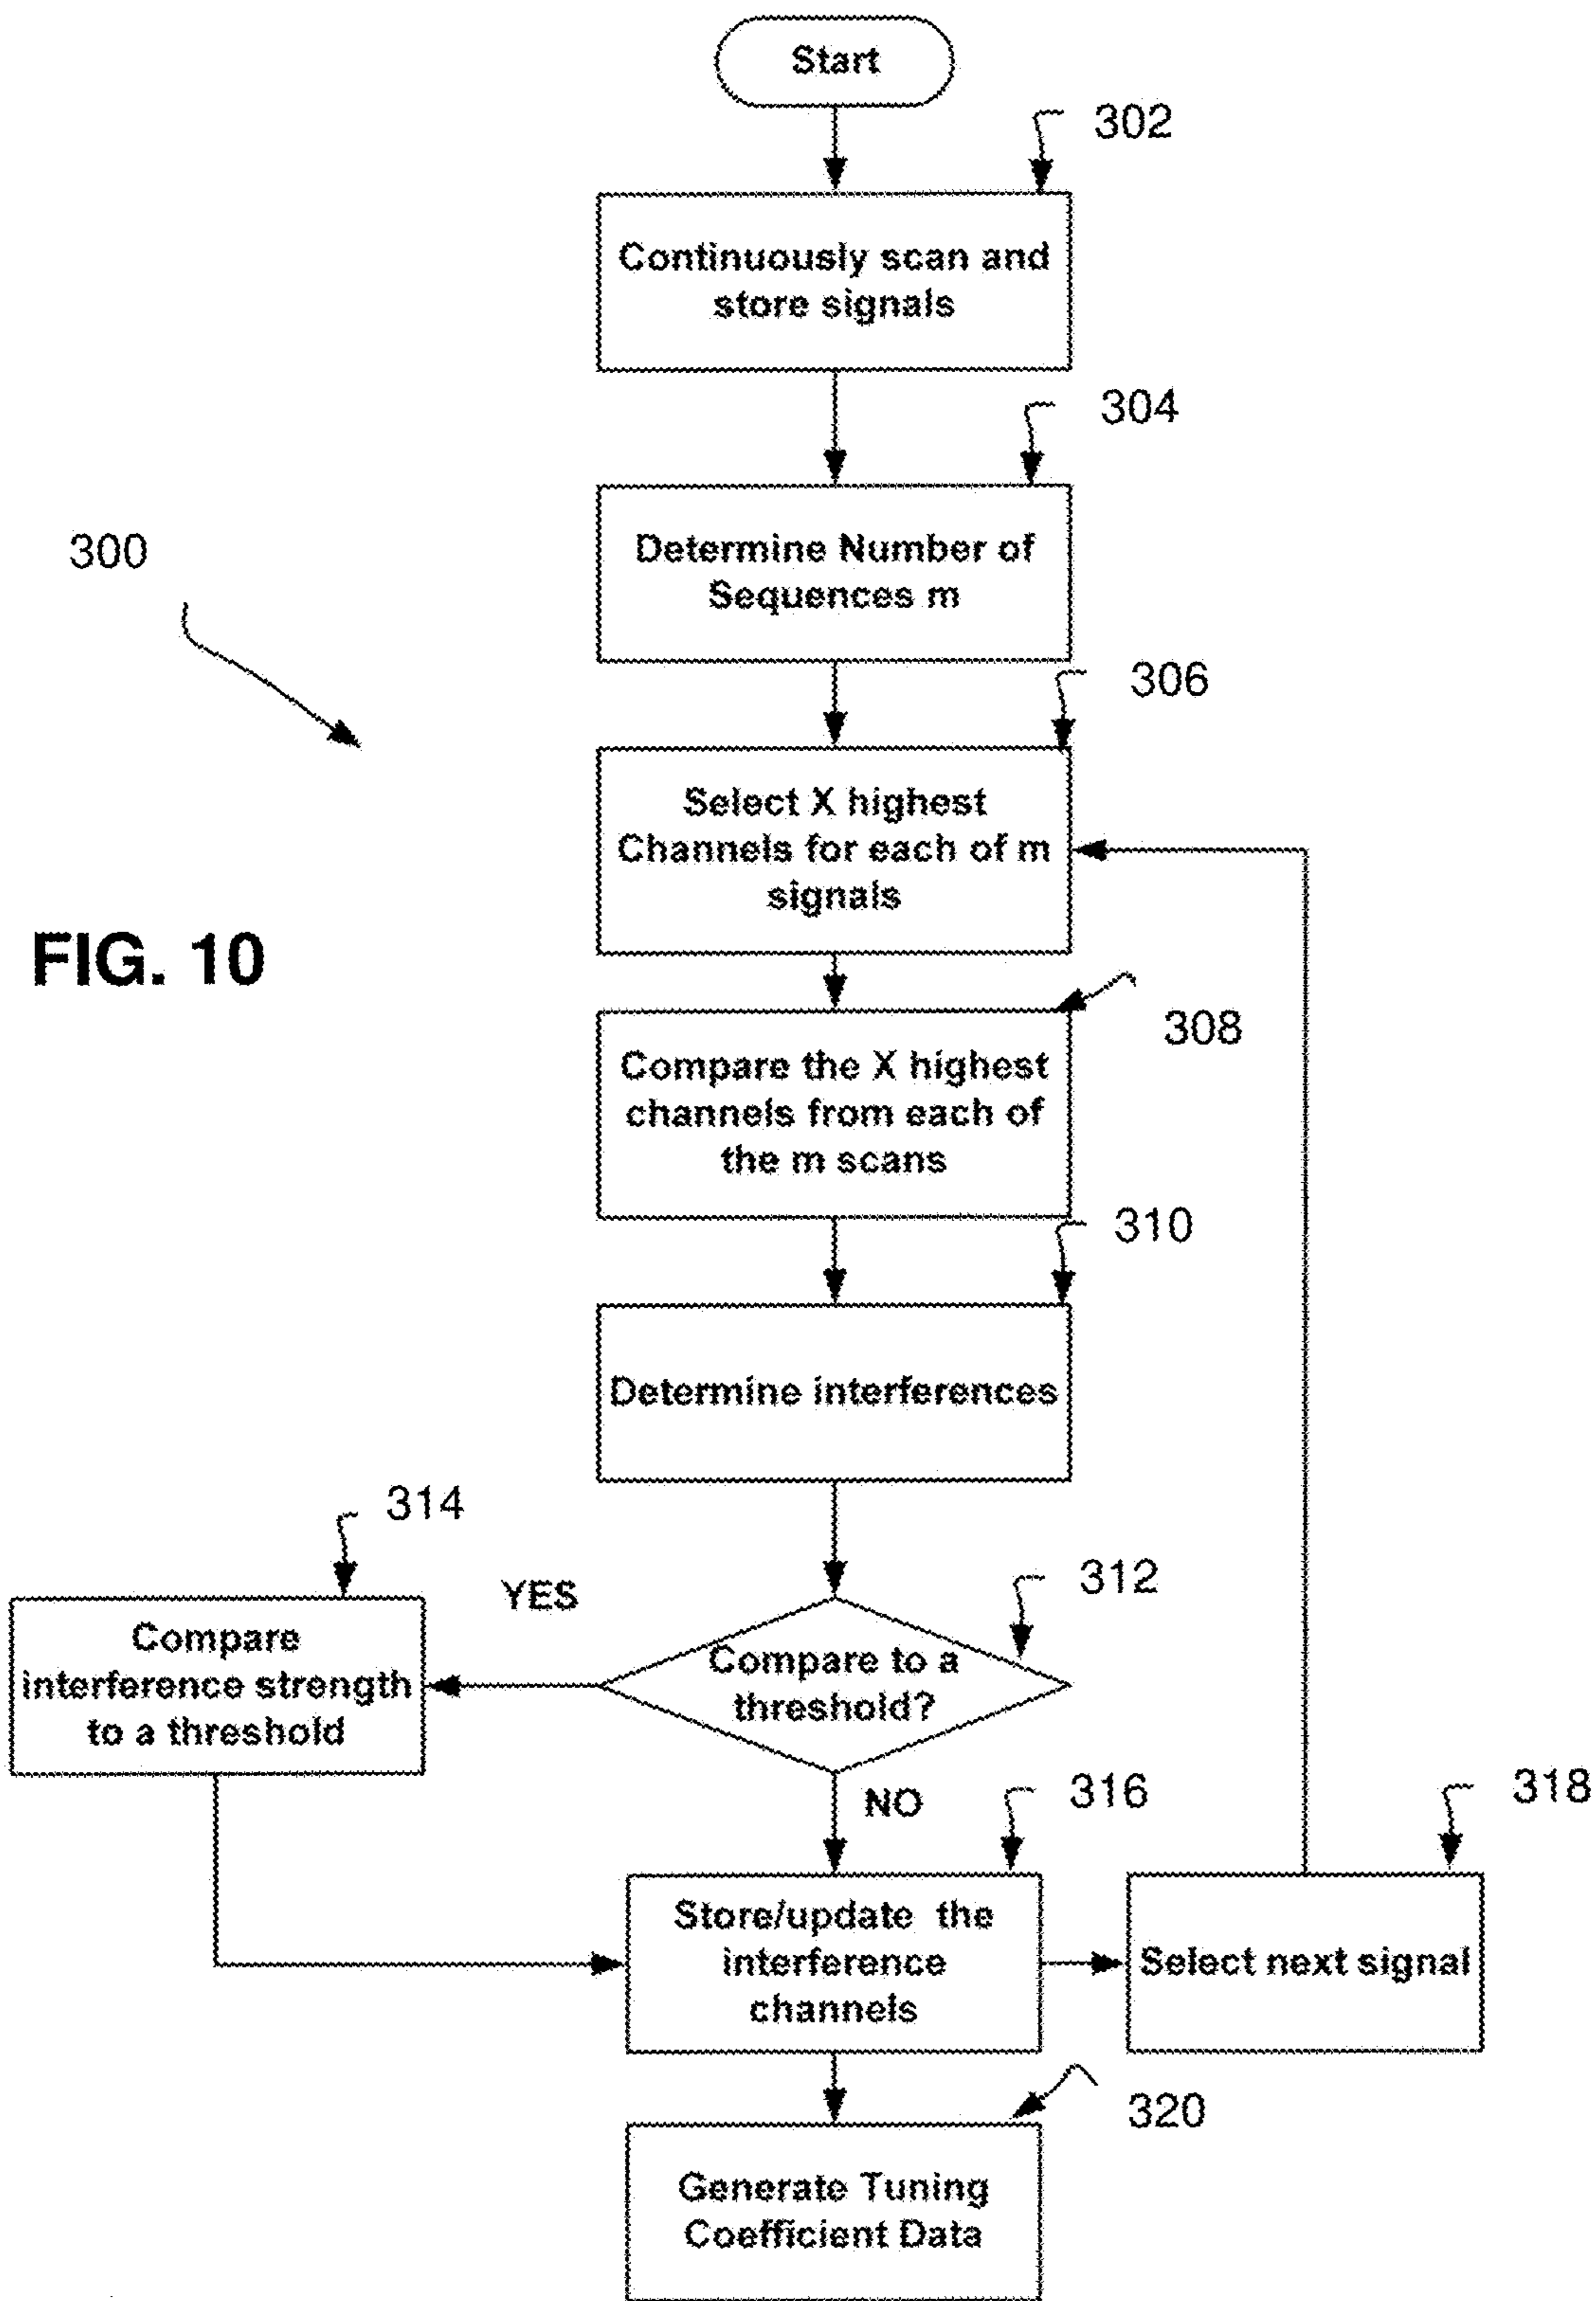 Start
302
Continuously scan and
store signals
304
Determine Number of
Sequences m
300
306
Select X highest
Channels for each of m
signals
FIG. 10
308
Compare the X highest
channels from each of
the m scans
310
Determine interferences
314
312
YES
Compare
interference strength
to a threshold
Compare to a
threshold?
NO
316
318
Store/update the
interference
channels
Select next signal
320
Generate Tuning
Coefficient Data